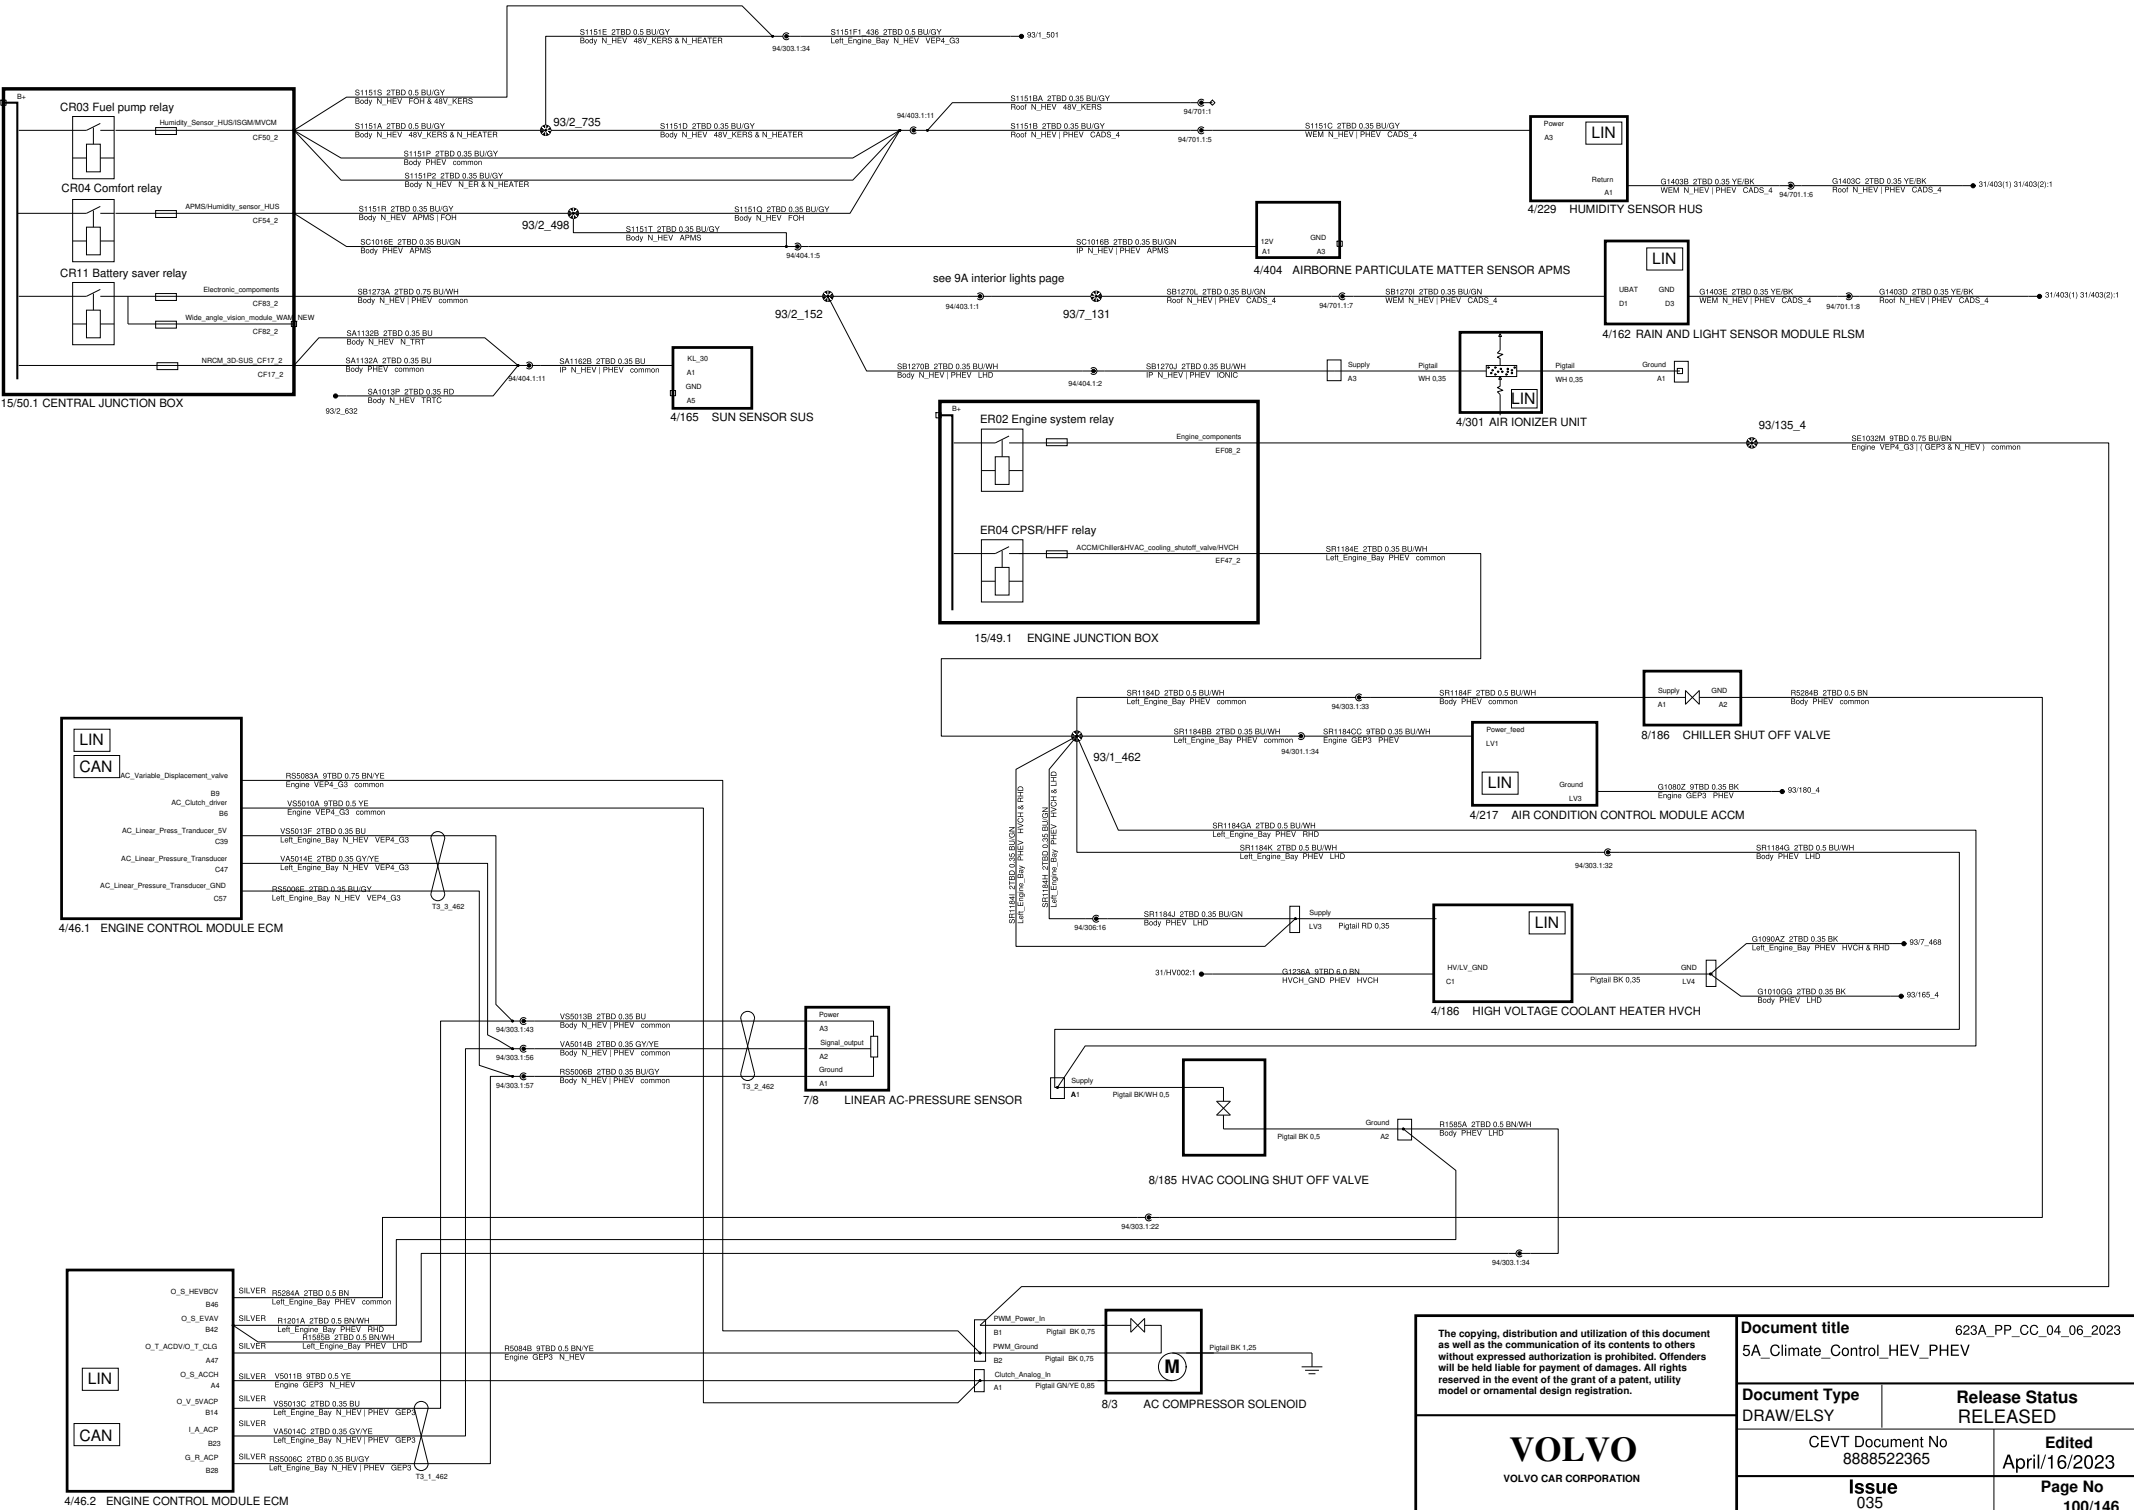 S1151E 2TBD 0.5 BU/GY
Body N_HEV 48V_KERS & N_HEATER
94/303.1:34
S1151F1_436 2TBD 0.5 BU/GY
Left_Engine_Bay N_HEV VEP4_G3
93/1_501
B+
CR03 Fuel pump relay
Humidity_Sensor_HUS/ISGM/MVCM
CF50_2
S1151S 2TBD 0.5 BU/GY
Body N_HEV FOH & 48V_KERS
S1151A 2TBD 0.5 BU/GY
Body N_HEV 48V_KERS & N_HEATER
93/2_735
S1151D 2TBD 0.35 BU/GY
Body N_HEV 48V_KERS & N_HEATER
S1151P 2TBD 0.35 BU/GY
Body PHEV common
S1151P2 2TBD 0.35 BU/GY
Body N_HEV N_ER & N_HEATER
94/403.1:11
S1151BA 2TBD 0.35 BU/GY
Roof N_HEV 48V_KERS
94/701:1
S1151B 2TBD 0.35 BU/GY
Roof N_HEV | PHEV CADS_4
94/701.1:5
S1151C 2TBD 0.35 BU/GY
WEM N_HEV | PHEV CADS_4
Power
A3
LIN
Return
A1
4/229 HUMIDITY SENSOR HUS
G1403B 2TBD 0.35 YE/BK
WEM N_HEV | PHEV CADS_4
94/701.1:6
G1403C 2TBD 0.35 YE/BK
Roof N_HEV | PHEV CADS_4
31/403(1) 31/403(2):1
CR04 Comfort relay
APMS/Humidity_sensor_HUS
CF54_2
S1151R 2TBD 0.35 BU/GY
Body N_HEV APMS | FOH
93/2_498
S1151Q 2TBD 0.35 BU/GY
Body N_HEV FOH
S1151T 2TBD 0.35 BU/GY
Body N_HEV APMS
SC1016E 2TBD 0.35 BU/GN
Body PHEV APMS
94/404.1:5
SC1016B 2TBD 0.35 BU/GN
IP N_HEV | PHEV APMS
12V
A1
GND
A3
4/404 AIRBORNE PARTICULATE MATTER SENSOR APMS
CR11 Battery saver relay
Electronic_compoments
CF83_2
Wide_angle_vision_module_WAM_NEW
CF82_2
NRCM_3D-SUS_CF17_2
CF17_2
15/50.1 CENTRAL JUNCTION BOX
SB1273A 2TBD 0.75 BU/WH
Body N_HEV | PHEV common
93/2_152
see 9A interior lights page
94/403.1:1
93/7_131
SB1270L 2TBD 0.35 BU/GN
Roof N_HEV | PHEV CADS_4
94/701.1:7
SB1270I 2TBD 0.35 BU/GN
WEM N_HEV | PHEV CADS_4
LIN
UBAT
D1
GND
D3
4/162 RAIN AND LIGHT SENSOR MODULE RLSM
G1403E 2TBD 0.35 YE/BK
WEM N_HEV | PHEV CADS_4
94/701.1:8
G1403D 2TBD 0.35 YE/BK
Roof N_HEV | PHEV CADS_4
31/403(1) 31/403(2):1
SA1132B 2TBD 0.35 BU
Body N_HEV N_TRT
SA1132A 2TBD 0.35 BU
Body PHEV common
SA1013P 2TBD 0.35 RD
Body N_HEV TRTC
93/2_632
94/404.1:11
SA1162B 2TBD 0.35 BU
IP N_HEV | PHEV common
KL_30
A1
GND
A5
4/165 SUN SENSOR SUS
SB1270B 2TBD 0.35 BU/WH
Body N_HEV | PHEV LHD
94/404.1:2
SB1270J 2TBD 0.35 BU/WH
IP N_HEV | PHEV IONIC
Supply
A3
Pigtail
WH 0,35
LIN
Pigtail
WH 0,35
Ground
A1
4/301 AIR IONIZER UNIT
B+
ER02 Engine system relay
Engine_components
EF08_2
93/135_4
SE1032M 9TBD 0.75 BU/BN
Engine VEP4_G3 | ( GEP3 & N_HEV ) common
ER04 CPSR/HFF relay
ACCM/Chiller&HVAC_cooling_shutoff_valve/HVCH
EF47_2
SR1184E 2TBD 0.35 BU/WH
Left_Engine_Bay PHEV common
15/49.1 ENGINE JUNCTION BOX
SR1184D 2TBD 0.5 BU/WH
Left_Engine_Bay PHEV common
94/303.1:33
SR1184F 2TBD 0.5 BU/WH
Body PHEV common
Supply
A1
GND
A2
8/186 CHILLER SHUT OFF VALVE
R5284B 2TBD 0.5 BN
Body PHEV common
93/1_462
SR1184BB 2TBD 0.35 BU/WH
Left_Engine_Bay PHEV common
94/301.1:34
SR1184CC 9TBD 0.35 BU/WH
Engine GEP3 PHEV
Power_feed
LV1
LIN
Ground
LV3
4/217 AIR CONDITION CONTROL MODULE ACCM
G1080Z 9TBD 0.35 BK
Engine GEP3 PHEV
93/180_4
SR1184I 2TBD 0.35 BU/GN
Left_Engine_Bay PHEV HVCH & RHD
SR1184H 2TBD 0.35 BU/GN
Left_Engine_Bay PHEV HVCH & LHD
SR1184GA 2TBD 0.5 BU/WH
Left_Engine_Bay PHEV RHD
SR1184K 2TBD 0.5 BU/WH
Left_Engine_Bay PHEV LHD
94/303.1:32
SR1184G 2TBD 0.5 BU/WH
Body PHEV LHD
94/306:16
SR1184J 2TBD 0.35 BU/GN
Body PHEV LHD
Supply
LV3
Pigtail RD 0,35
31/HV002:1
G1236A 9TBD 6.0 BN
HVCH_GND PHEV HVCH
LIN
HV/LV_GND
C1
4/186 HIGH VOLTAGE COOLANT HEATER HVCH
Pigtail BK 0,35
GND
LV4
G1090AZ 2TBD 0.35 BK
Left_Engine_Bay PHEV HVCH & RHD
93/7_468
G1010GG 2TBD 0.35 BK
Body PHEV LHD
93/165_4
LIN
CAN
AC_Variable_Displacement_valve
B9
AC_Clutch_driver
B6
AC_Linear_Press_Tranducer_5V
C39
AC_Linear_Pressure_Transducer
C47
AC_Linear_Pressure_Transducer_GND
C57
4/46.1 ENGINE CONTROL MODULE ECM
RS5083A 9TBD 0.75 BN/YE
Engine VEP4_G3 common
VS5010A 9TBD 0.5 YE
Engine VEP4_G3 common
VS5013F 2TBD 0.35 BU
Left_Engine_Bay N_HEV VEP4_G3
VA5014E 2TBD 0.35 GY/YE
Left_Engine_Bay N_HEV VEP4_G3
RS5006E 2TBD 0.35 BU/GY
Left_Engine_Bay N_HEV VEP4_G3
T3_3_462
94/303.1:43
VS5013B 2TBD 0.35 BU
Body N_HEV | PHEV common
94/303.1:56
VA5014B 2TBD 0.35 GY/YE
Body N_HEV | PHEV common
94/303.1:57
RS5006B 2TBD 0.35 BU/GY
Body N_HEV | PHEV common
T3_2_462
Power
A3
Signal_output
A2
Ground
A1
7/8 LINEAR AC-PRESSURE SENSOR
Supply
A1
Pigtail BK/WH 0,5
Pigtail BK 0,5
Ground
A2
R1585A 2TBD 0.5 BN/WH
Body PHEV LHD
8/185 HVAC COOLING SHUT OFF VALVE
94/303.1:22
94/303.1:34
O_S_HEVBCV
B46
O_S_EVAV
B42
O_T_ACDV/O_T_CLG
A47
O_S_ACCH
A4
O_V_5VACP
B14
I_A_ACP
B23
G_R_ACP
B28
LIN
CAN
4/46.2 ENGINE CONTROL MODULE ECM
SILVER R5284A 2TBD 0.5 BN
Left_Engine_Bay PHEV common
SILVER R1201A 2TBD 0.5 BN/WH
Left_Engine_Bay PHEV RHD
R1585B 2TBD 0.5 BN/WH
Left_Engine_Bay PHEV LHD
SILVER
R5084B 9TBD 0.5 BN/YE
Engine GEP3 N_HEV
SILVER V5011B 9TBD 0.5 YE
Engine GEP3 N_HEV
SILVER VS5013C 2TBD 0.35 BU
Left_Engine_Bay N_HEV | PHEV GEP3
SILVER
VA5014C 2TBD 0.35 GY/YE
Left_Engine_Bay N_HEV | PHEV GEP3
SILVER RS5006C 2TBD 0.35 BU/GY
Left_Engine_Bay N_HEV | PHEV GEP3
T3_1_462
PWM_Power_In
B1
Pigtail BK 0,75
PWM_Ground
B2
Pigtail BK 0,75
Clutch_Analog_In
A1
Pigtail GN/YE 0,85
M
Pigtail BK 1,25
8/3 AC COMPRESSOR SOLENOID
The copying, distribution and utilization of this document
as well as the communication of its contents to others
without expressed authorization is prohibited. Offenders
will be held liable for payment of damages. All rights
reserved in the event of the grant of a patent, utility
model or ornamental design registration.
VOLVO
VOLVO CAR CORPORATION
Document title
623A_PP_CC_04_06_2023
5A_Climate_Control_HEV_PHEV
Document Type
DRAW/ELSY
Release Status
RELEASED
CEVT Document No
8888522365
Edited
April/16/2023
Issue
035
Page No
100/146